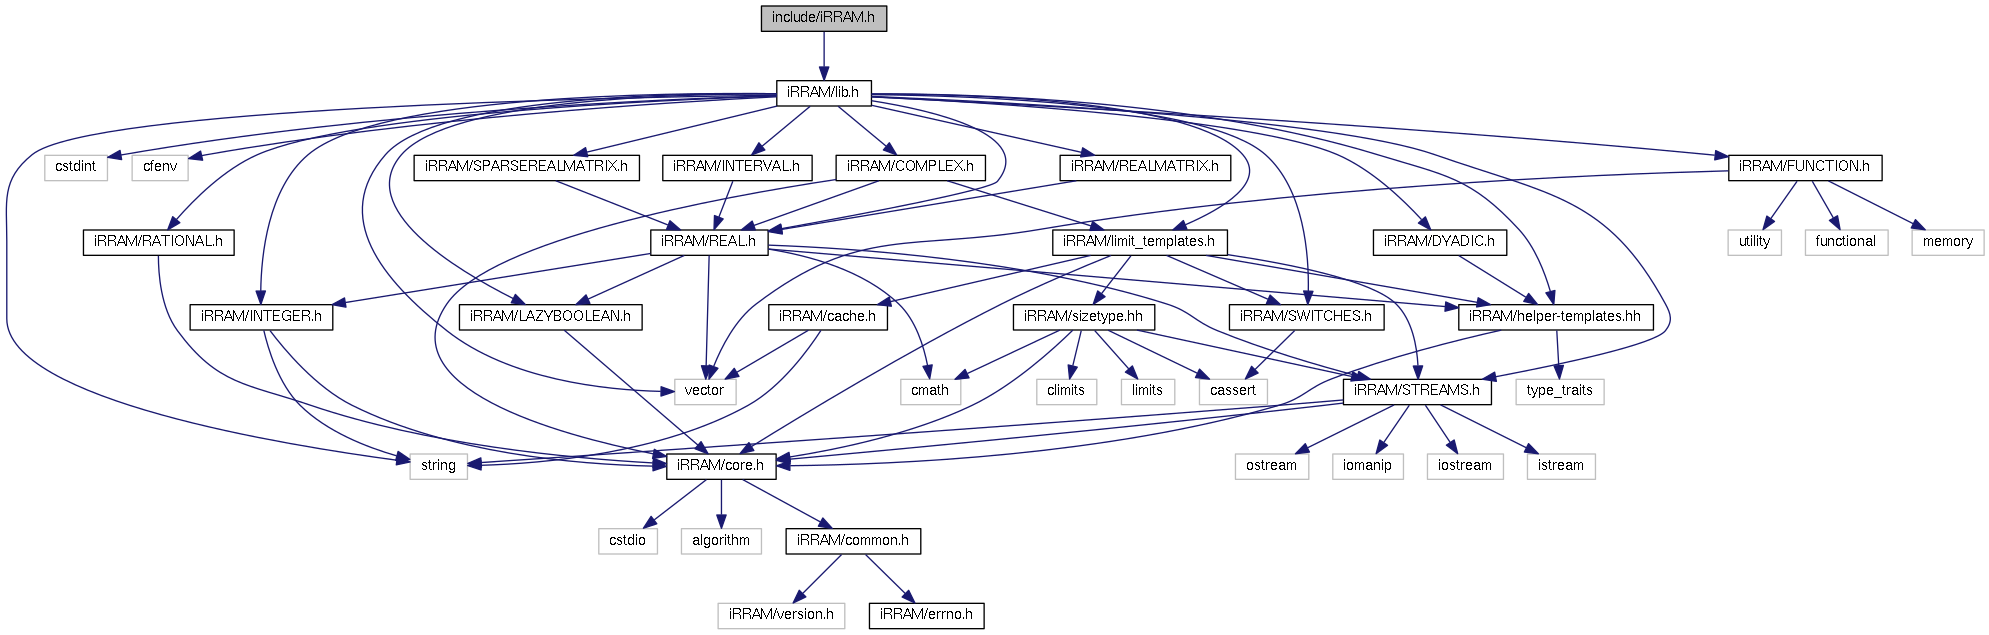 include/iRRAM.h
iRRAM/lib.h
cstdint
cfenv
iRRAM/SPARSEREALMATRIX.h
iRRAM/INTERVAL.h
iRRAM/COMPLEX.h
iRRAM/REALMATRIX.h
iRRAM/FUNCTION.h
iRRAM/RATIONAL.h
iRRAM/REAL.h
iRRAM/limit_templates.h
iRRAM/DYADIC.h
utility
functional
memory
iRRAM/INTEGER.h
iRRAM/LAZYBOOLEAN.h
iRRAM/cache.h
iRRAM/sizetype.hh
iRRAM/SWITCHES.h
iRRAM/helper-templates.hh
vector
cmath
climits
limits
cassert
iRRAM/STREAMS.h
type_traits
string
iRRAM/core.h
ostream
iomanip
iostream
istream
cstdio
algorithm
iRRAM/common.h
iRRAM/version.h
iRRAM/errno.h